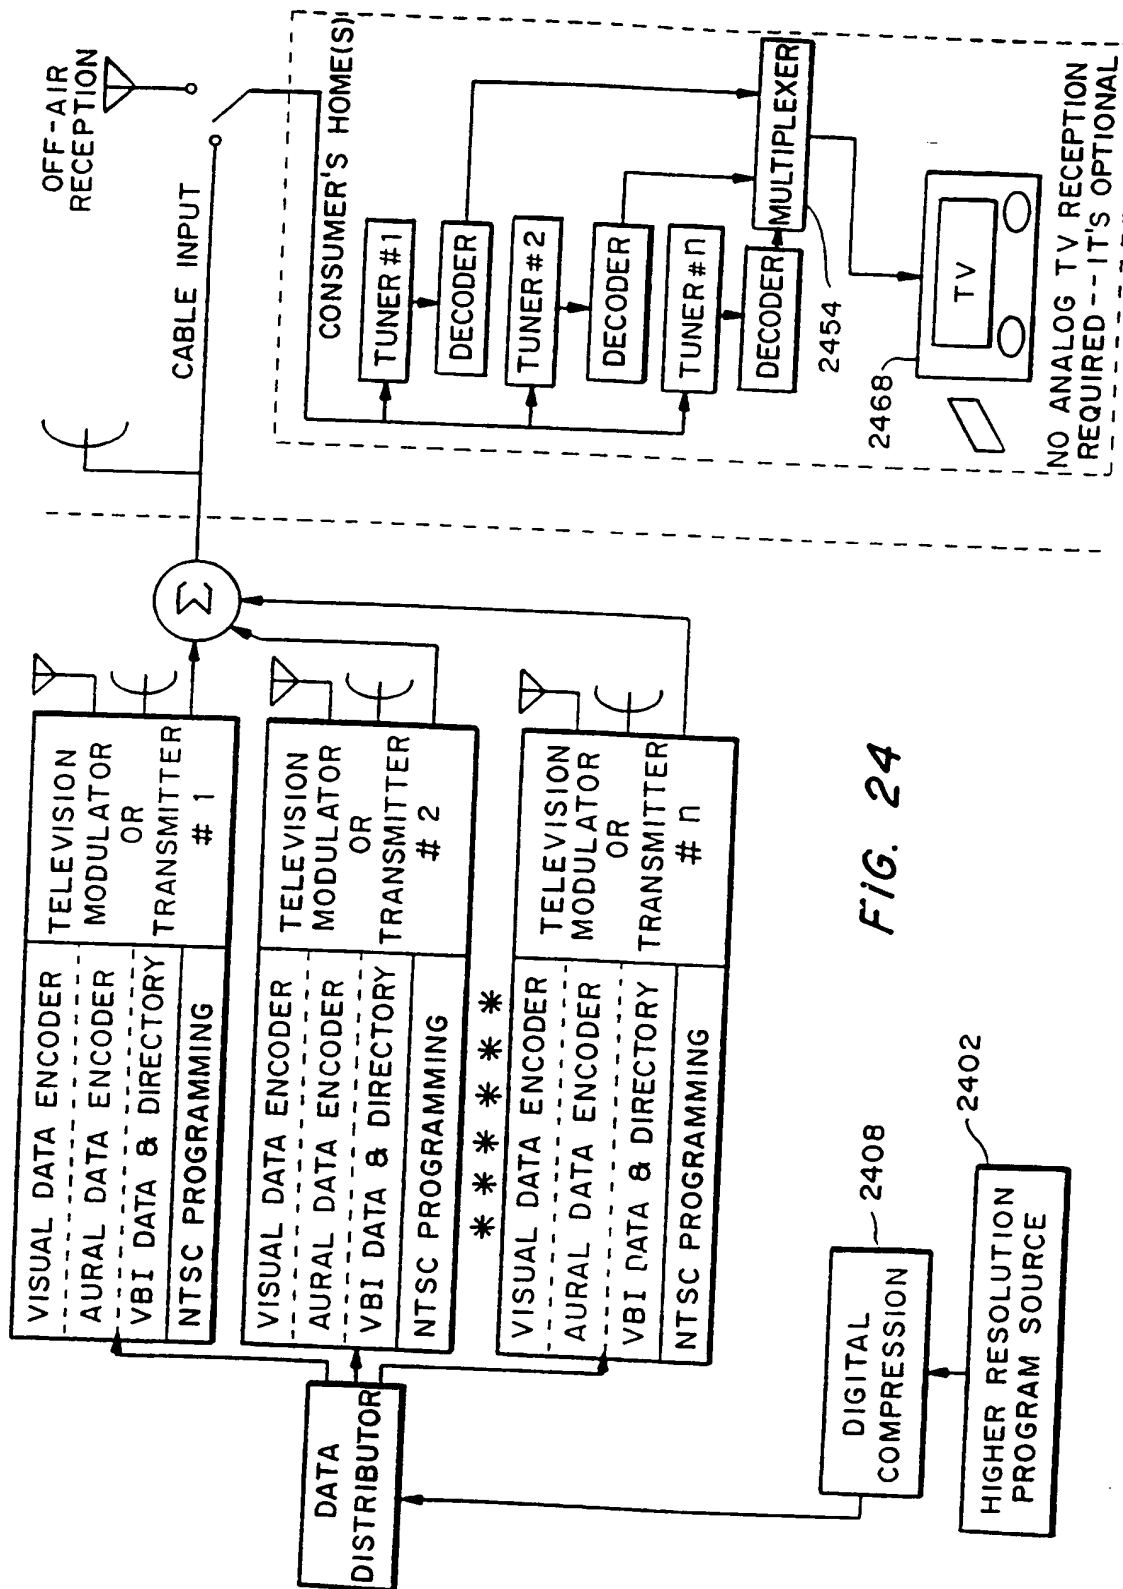 OFF-AIR
RECEPTION
CABLE INPUT
VISUAL DATA ENCODER
AURAL DATA ENCODER
VBI DATA & DIRECTORY
NTSC PROGRAMMING
TELEVISION
MODULATOR
OR
TRANSMITTER
# 1
VISUAL DATA ENCODER
AURAL DATA ENCODER
VBI DATA & DIRECTORY
NTSC PROGRAMMING
TELEVISION
MODULATOR
OR
TRANSMITTER
# 2
******
VISUAL DATA ENCODER
AURAL DATA ENCODER
VBI DATA & DIRECTORY
NTSC PROGRAMMING
TELEVISION
MODULATOR
OR
TRANSMITTER
# n
Σ
DATA
DISTRIBUTOR
DIGITAL
COMPRESSION
2408
HIGHER RESOLUTION
PROGRAM SOURCE
2402
CONSUMER'S HOME(S)
TUNER #1
DECODER
TUNER #2
DECODER
TUNER #n
DECODER
MULTIPLEXER
2454
TV
2468
NO ANALOG TV RECEPTION
REQUIRED--IT'S OPTIONAL
FIG. 24